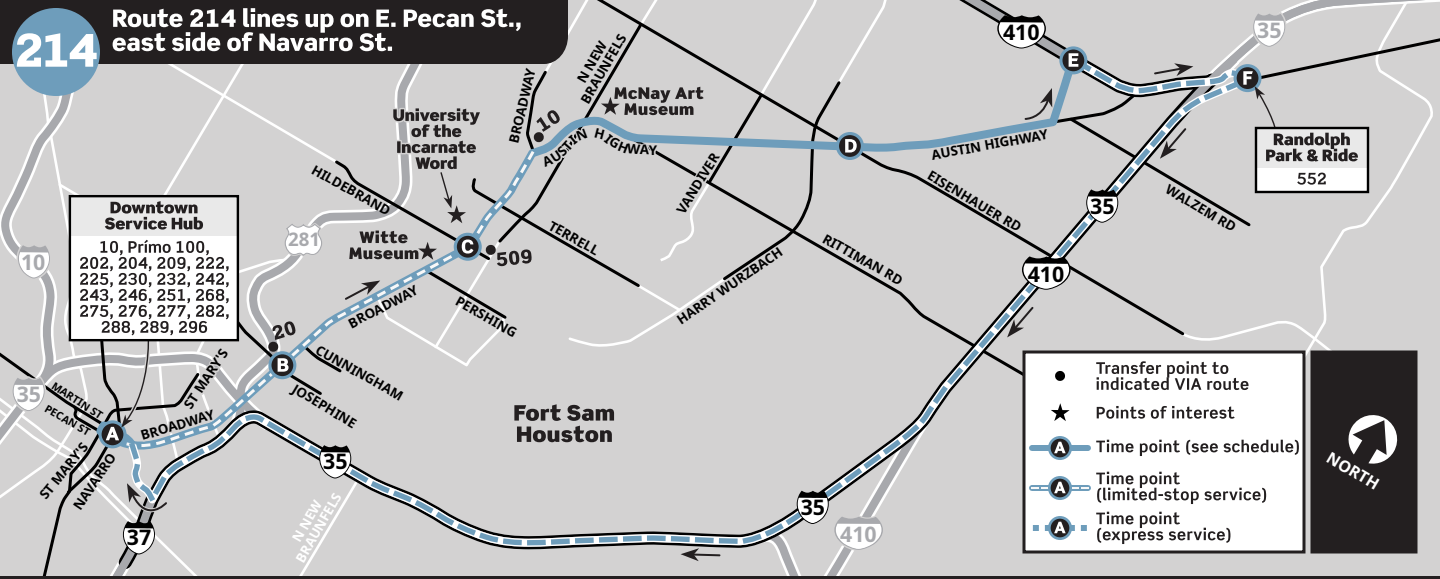 214
Route 214 lines up on E. Pecan St.,
east side of Navarro St.
410
35
E
F
N NEW
BRAUNFELS
McNay Art
Museum
BROADWAY
10
University
of the
Incarnate
Word
AUSTIN HIGHWAY
D
AUSTIN HIGHWAY
Randolph
Park & Ride
552
HILDEBRAND
VANDIVER
EISENHAUER RD
WALZEM RD
35
Downtown
Service Hub
10, Prímo 100,
202, 204, 209, 222,
225, 230, 232, 242,
243, 246, 251, 268,
275, 276, 277, 282,
288, 289, 296
281
10
Witte
Museum
C
509
TERRELL
RITTIMAN RD
410
HARRY WURZBACH
BROADWAY
PERSHING
20
B
CUNNINGHAM
JOSEPHINE
ST MARY'S
35
MARTIN ST
PECAN ST
A
BROADWAY
ST MARY'S
NAVARRO
Fort Sam
Houston
35
N NEW
BRAUNFELS
37
35
410
Transfer point to
indicated VIA route
Points of interest
A
Time point (see schedule)
A
Time point
(limited-stop service)
A
Time point
(express service)
NORTH